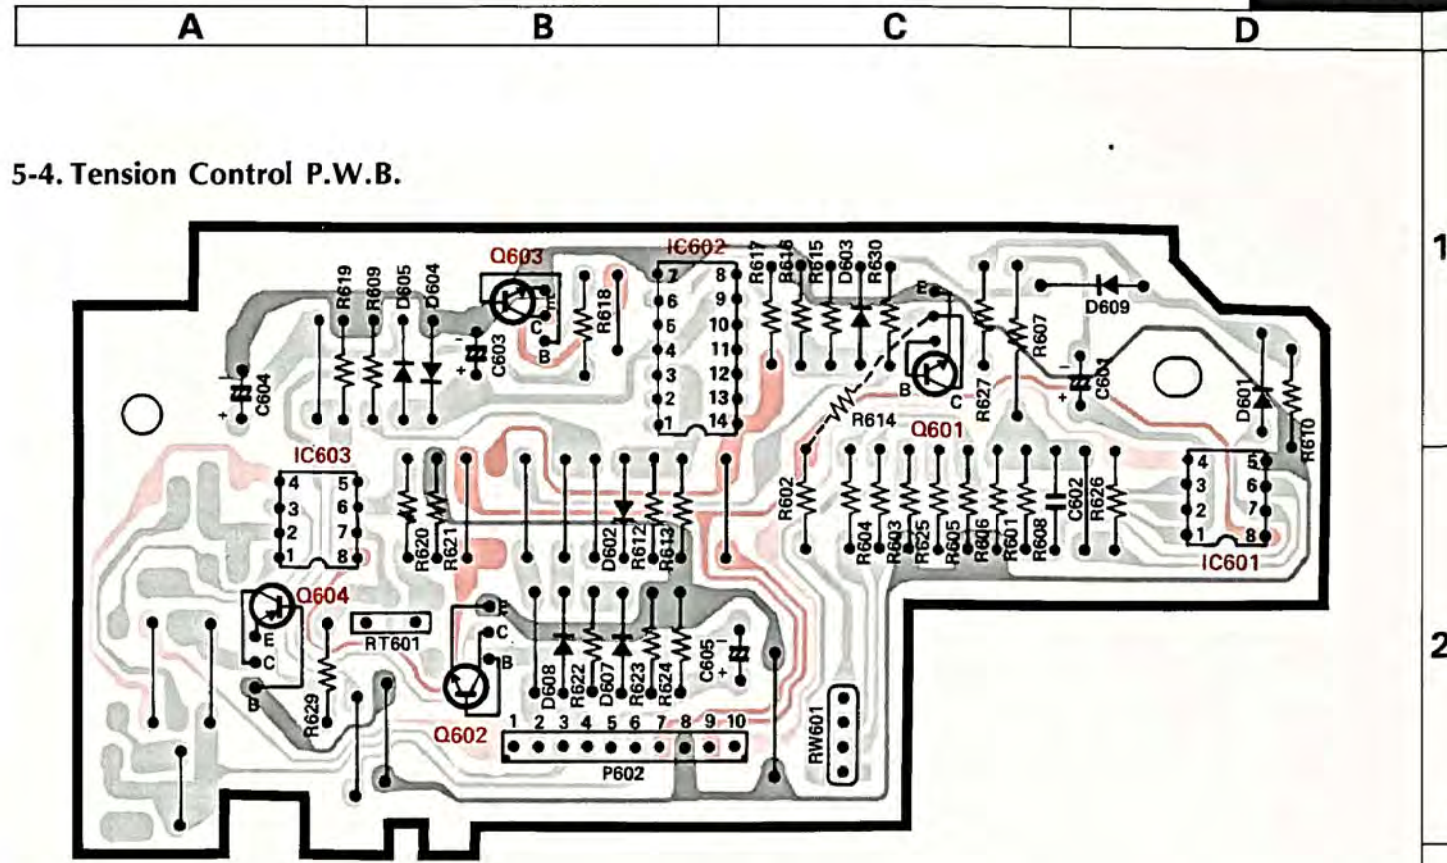 A B C D
5-4. Tension Control P.W.B.
1
2
Q603 IC602
R617 R616 R615 D603 R630
R619 R609 D605 D604
E C B
R618
C603
- +
7 6 5 4 3 2 1
8 9 10 11 12 13 14
E B C
Q601
R614
R627
R607
D609
C601
- +
D601
R610
C604
- +
IC603
4 3 2 1
5 6 7 8
R620 R621
D602 R612 R613
R602
R604 R603 R625 R605 R606 R601 R608
C602 R626
4 3 2 1
5 6 7 8
IC601
Q604
E C B
R629
RT601
E C B
Q602
D608 R622 D607 R623 R624
C605
- +
1 2 3 4 5 6 7 8 9 10
P602
RW601